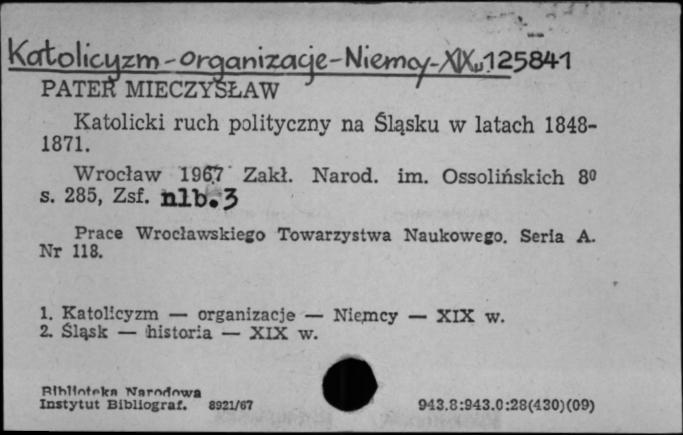 Katolicyzm-organizacje-Niemcy-XIXw. 125841
PATER MIECZYSŁAW
Katolicki ruch polityczny na Śląsku w latach 1848-
1871.
Wrocław 1967 Zakł. Narod. im. Ossolińskich 8⁰
s. 285, Zsf. nlb.3
Prace Wrocławskiego Towarzystwa Naukowego. Seria A.
Nr 118.
1. Katolicyzm — organizacje — Niemcy — XIX w.
2. Śląsk — historia — XIX w.
Biblioteka Narodowa
Instytut Bibliograf. 8921/67 943.8:943.0:28(430)(09)